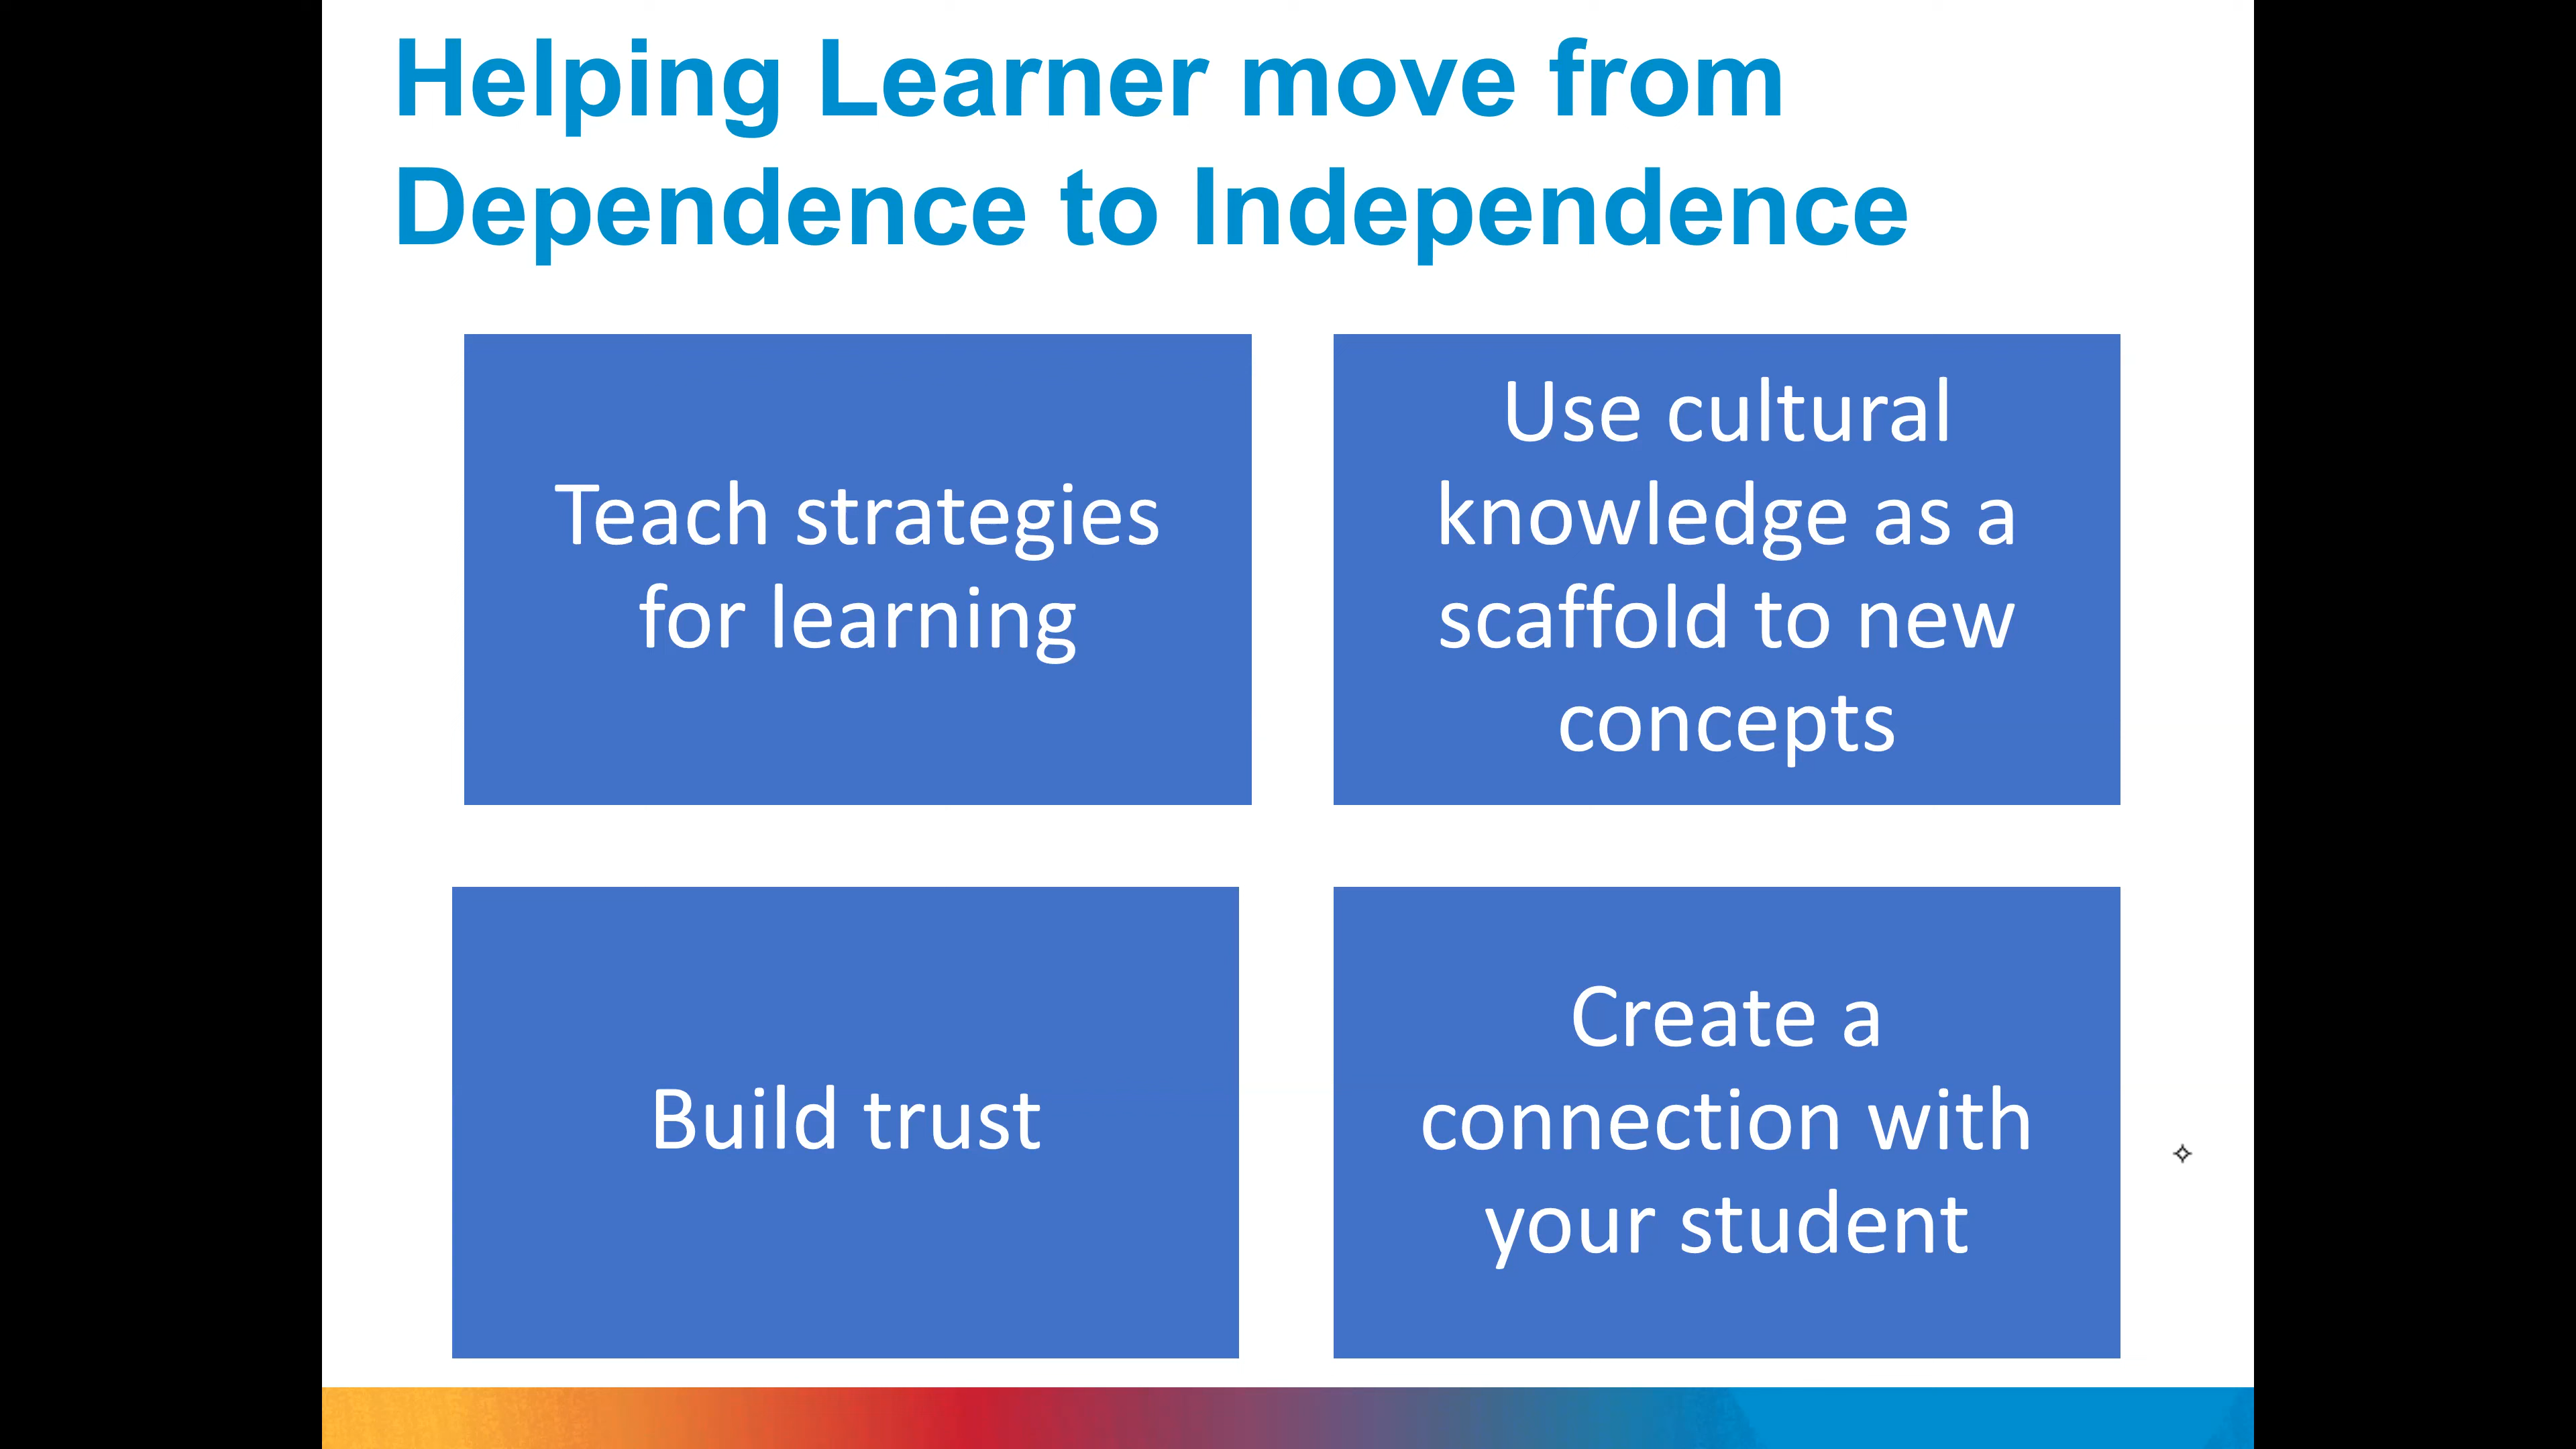 Helping Learner move from
Dependence to Independence
Teach strategies
for learning
Use cultural
knowledge as a
scaffold to new
concepts
Build trust
Create a
connection with
your student